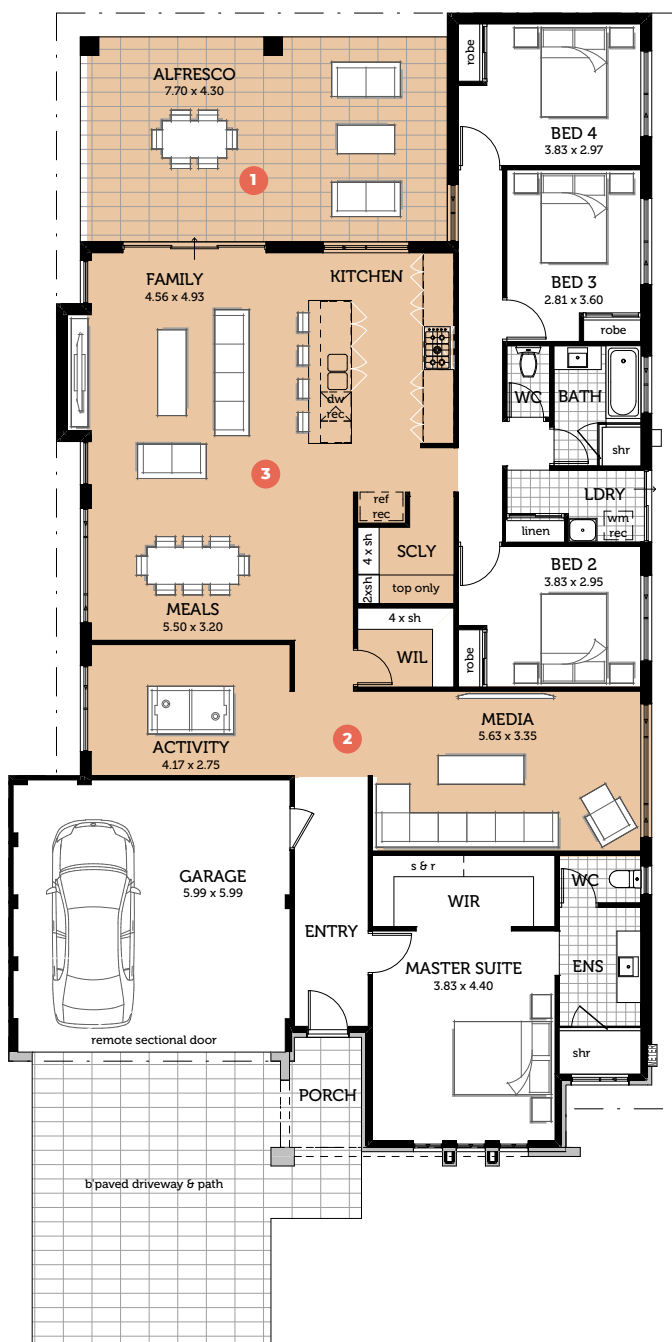 robe
ALFRESCO
7.70 x 4.30
BED 4
3.83 x 2.97
1
FAMILY
4.56 x 4.93
KITCHEN
BED 3
2.81 x 3.60
robe
WC
BATH
dw
rec
shr
3
LDRY
ref
rec
wm
rec
linen
4 x sh
SCLY
BED 2
3.83 x 2.95
2xsh
top only
MEALS
5.50 x 3.20
4 x sh
WIL
robe
MEDIA
5.63 x 3.35
2
ACTIVITY
4.17 x 2.75
s & r
GARAGE
5.99 x 5.99
WC
WIR
ENTRY
MASTER SUITE
3.83 x 4.40
ENS
remote sectional door
shr
PORCH
b'paved driveway & path